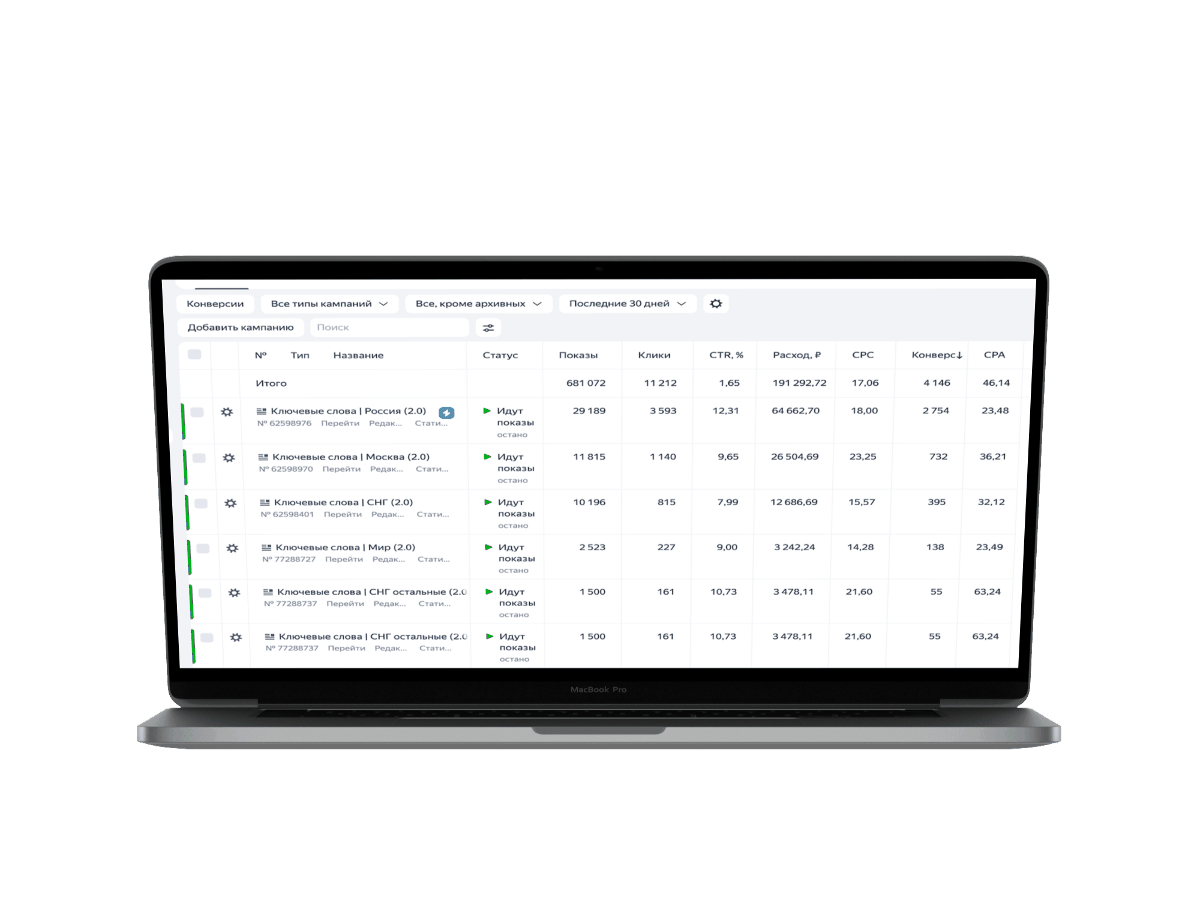 Конверсии Все типы кампаний Все, кроме архивных Последние 30 дней
Добавить кампанию Поиск
№ Тип Название Статус Показы Клики CTR, % Расход, ₽ CPC Конверс↓ CPA
Итого 681 072 11 212 1,65 191 292,72 17,06 4 146 46,14
Ключевые слова | Россия (2.0) Идут 29 189 3 593 12,31 64 662,70 18,00 2 754 23,48
№ 62598976 Перейти Редак... Стати... показы
остано
Ключевые слова | Москва (2.0) Идут 11 815 1 140 9,65 26 504,69 23,25 732 36,21
№ 62598970 Перейти Редак... Стати... показы
остано
Ключевые слова | СНГ (2.0) Идут 10 196 815 7,99 12 686,69 15,57 395 32,12
№ 62598401 Перейти Редак... Стати... показы
остано
Ключевые слова | Мир (2.0) Идут 2 523 227 9,00 3 242,24 14,28 138 23,49
№ 77288727 Перейти Редак... Стати... показы
остано
Ключевые слова | СНГ остальные (2.0 Идут 1 500 161 10,73 3 478,11 21,60 55 63,24
№ 77288737 Перейти Редак... Стати... показы
остано
Ключевые слова | СНГ остальные (2.0 Идут 1 500 161 10,73 3 478,11 21,60 55 63,24
№ 77288737 Перейти Редак... Стати... показы
остано
MacBook Pro